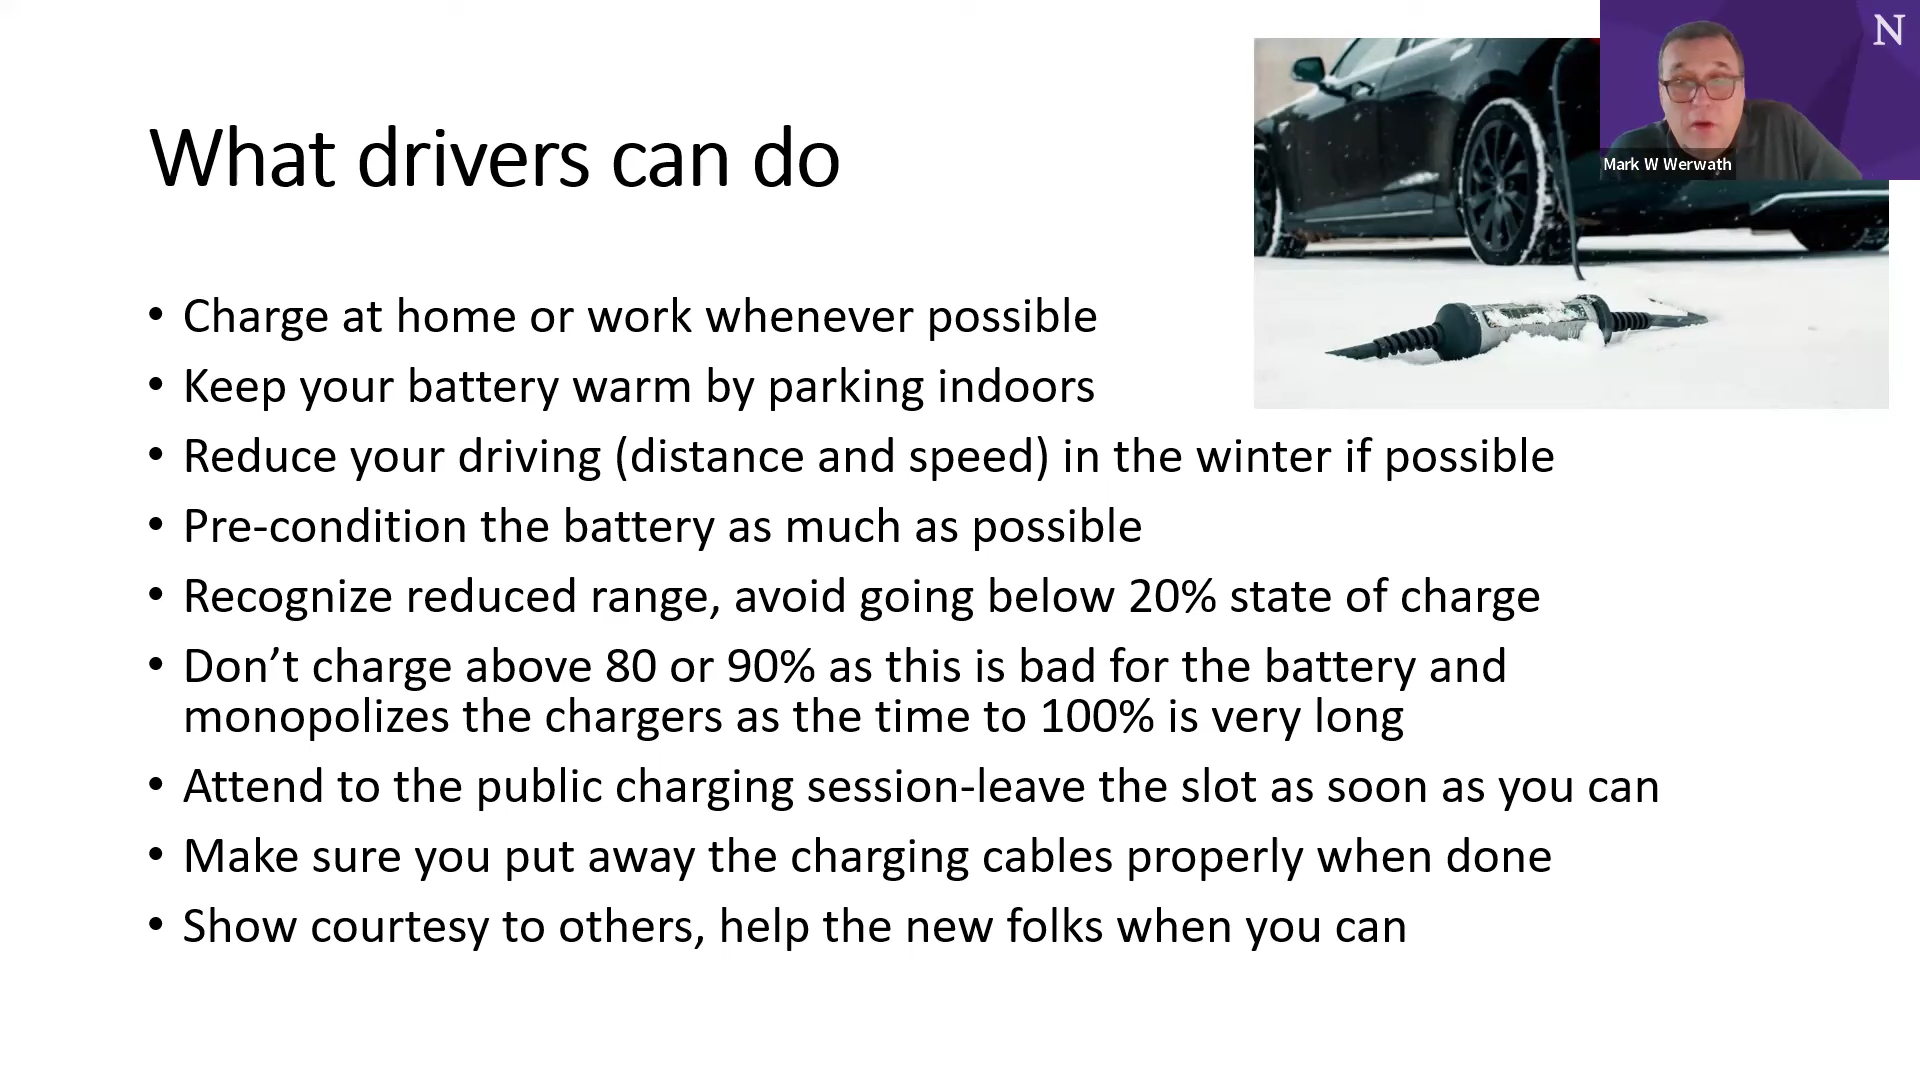 N
Mark W Werwath
What drivers can do
• Charge at home or work whenever possible
• Keep your battery warm by parking indoors
• Reduce your driving (distance and speed) in the winter if possible
• Pre-condition the battery as much as possible
• Recognize reduced range, avoid going below 20% state of charge
• Don’t charge above 80 or 90% as this is bad for the battery and
monopolizes the chargers as the time to 100% is very long
• Attend to the public charging session-leave the slot as soon as you can
• Make sure you put away the charging cables properly when done
• Show courtesy to others, help the new folks when you can